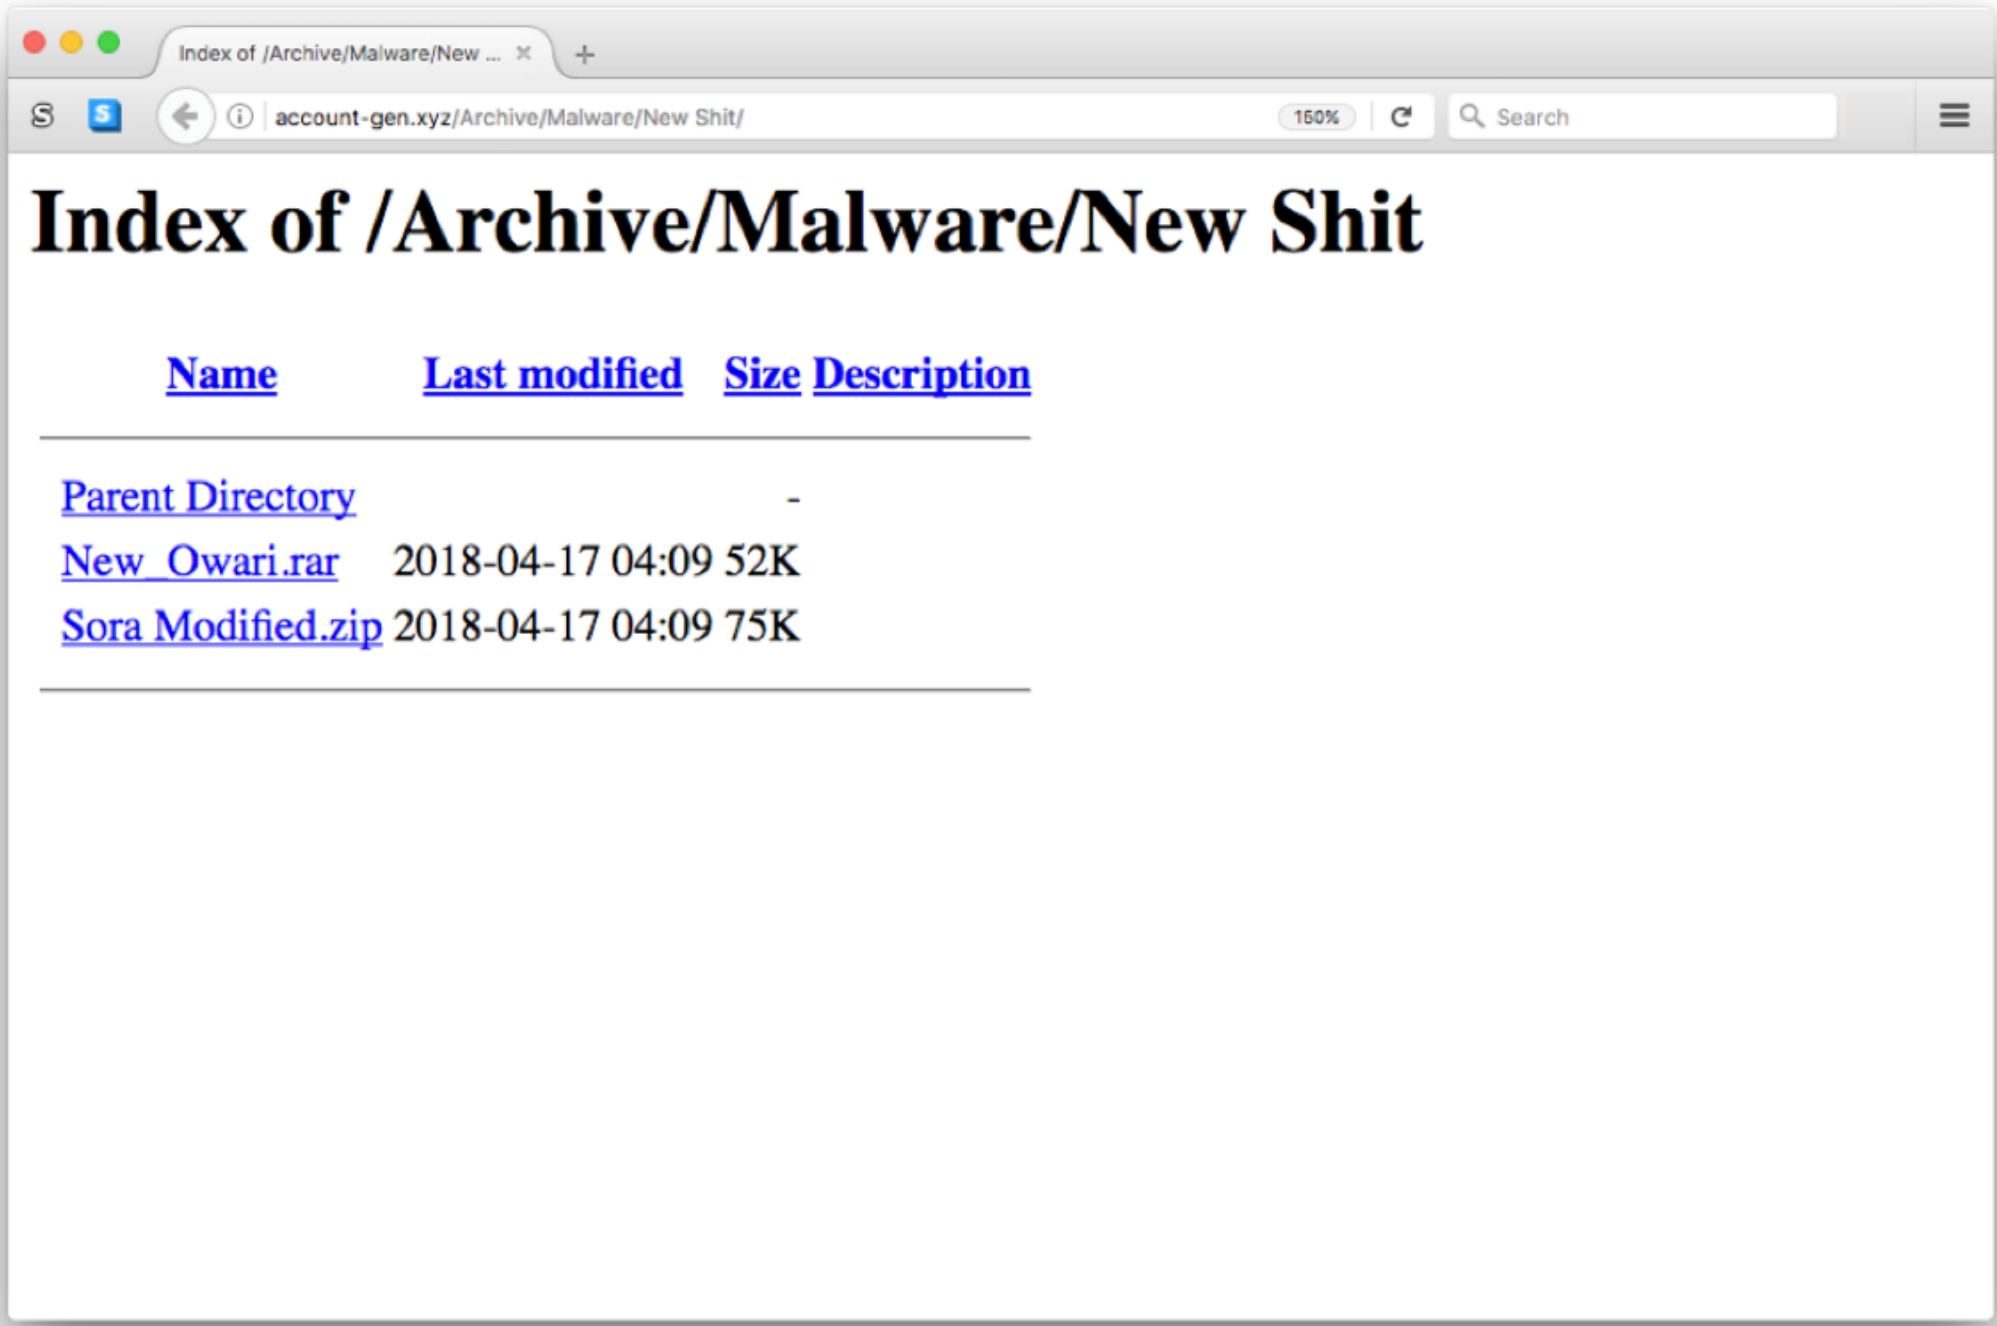 Index of /Archive/Malware/New ...
S S account-gen.xyz/Archive/Malware/New Shit/ 150% Search
Index of /Archive/Malware/New Shit
Name Last modified Size Description
Parent Directory -
New_Owari.rar 2018-04-17 04:09 52K
Sora Modified.zip 2018-04-17 04:09 75K